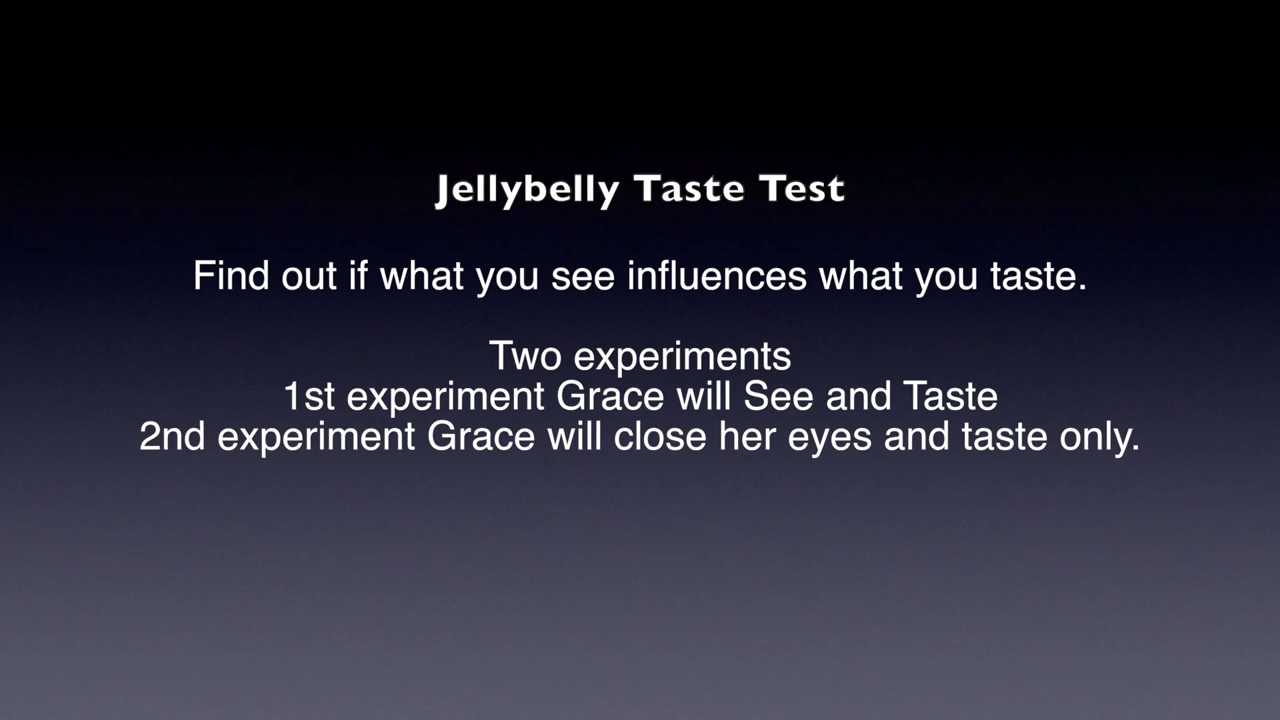 Jellybelly Taste Test
Find out if what you see influences what you taste.
Two experiments
1st experiment Grace will See and Taste
2nd experiment Grace will close her eyes and taste only.